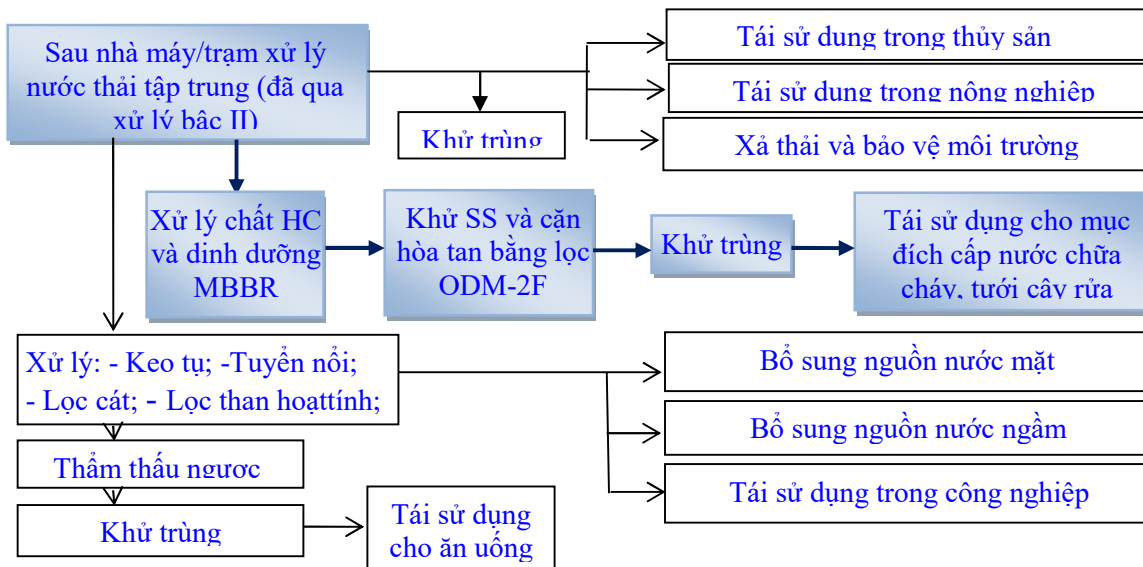 Sau nhà máy/trạm xử lý
nước thải tập trung (đã qua
xử lý bậc II)
Khử trùng
Tái sử dụng trong thủy sản
Tái sử dụng trong nông nghiệp
Xả thải và bảo vệ môi trường
Xử lý chất HC
và dinh dưỡng
MBBR
Khử SS và cặn
hòa tan bằng lọc
ODM-2F
Khử trùng
Tái sử dụng cho mục
đích cấp nước chữa
cháy, tưới cây rửa
Xử lý: - Keo tụ; -Tuyển nổi;
- Lọc cát; - Lọc than hoạttính;
Bổ sung nguồn nước mặt
Bổ sung nguồn nước ngầm
Tái sử dụng trong công nghiệp
Thẩm thấu ngược
Khử trùng
Tái sử dụng
cho ăn uống